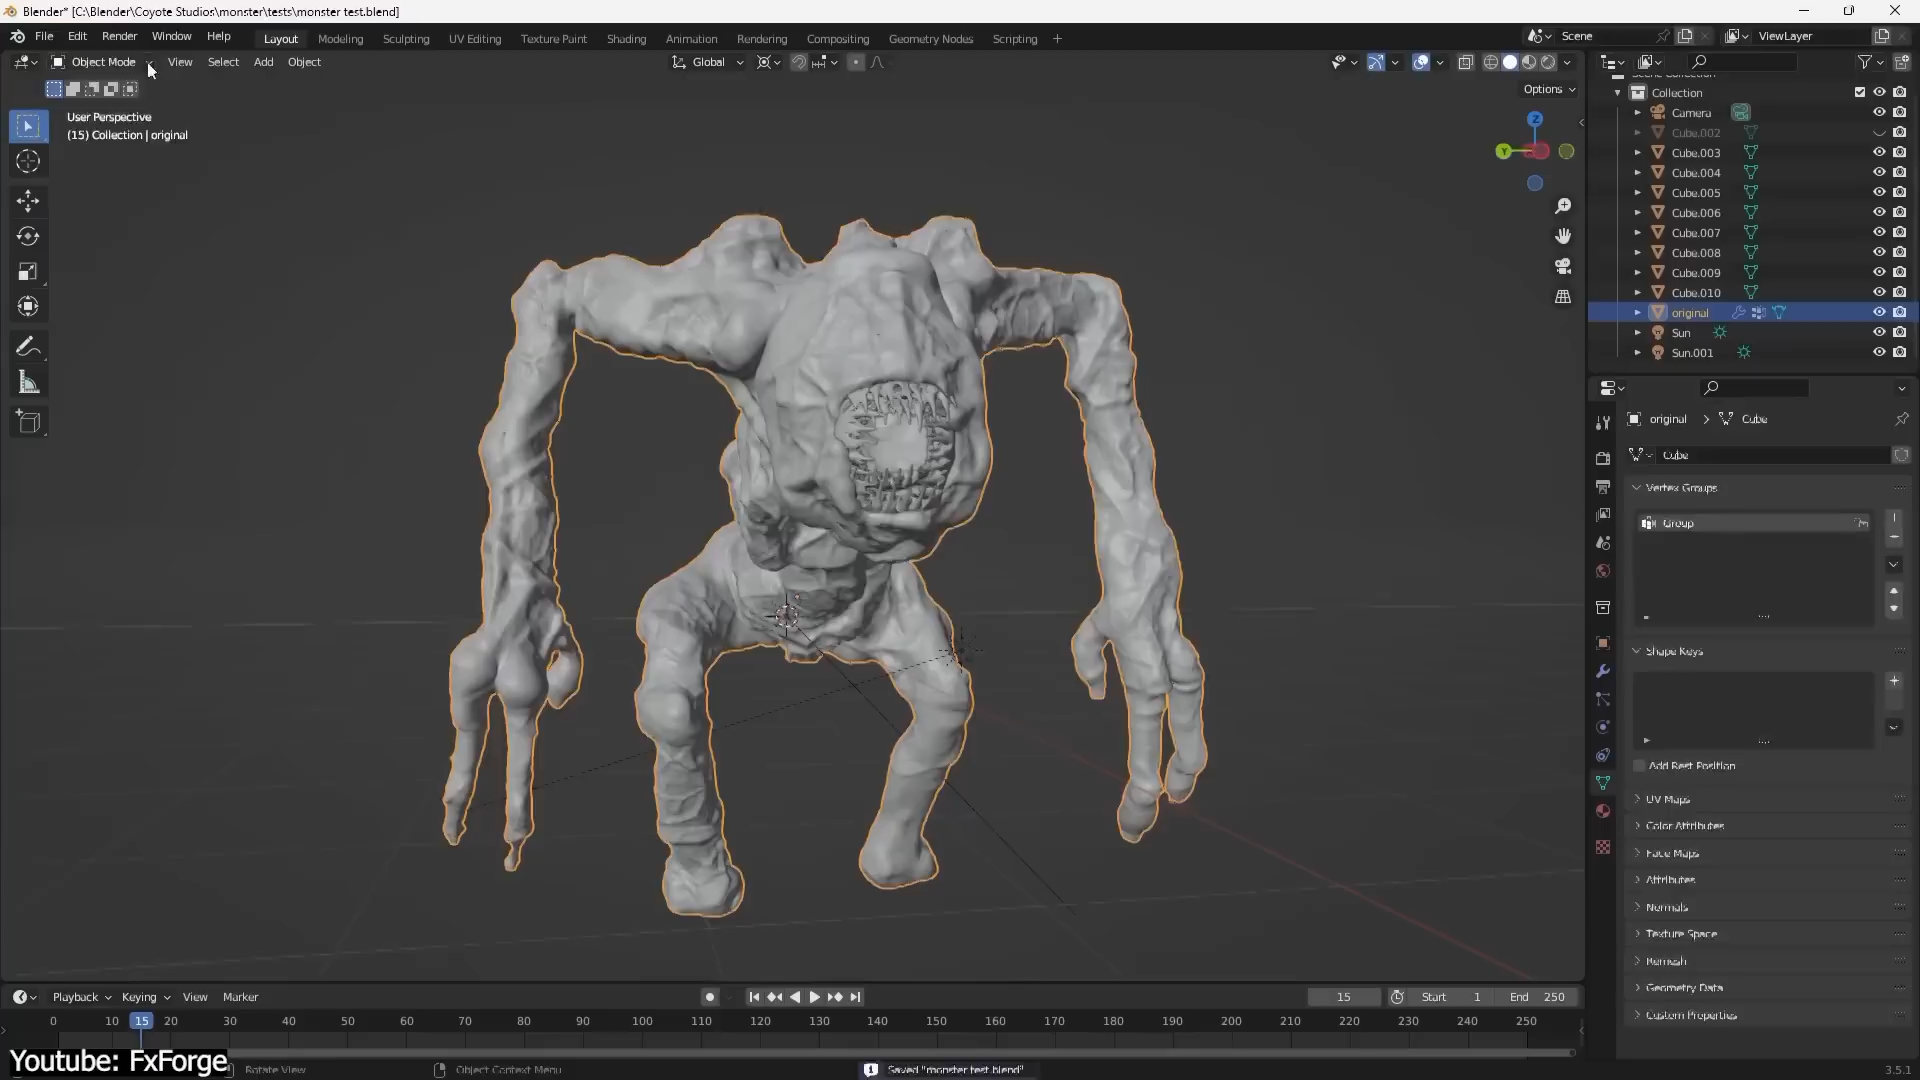 Blender* [C:\Blender\Coyote Studios\monster\tests\monster test.blend]
File Edit Render Window Help Layout Modeling Sculpting UV Editing Texture Paint Shading Animation Rendering Compositing Geometry Nodes Scripting + Scene ViewLayer
Object Mode View Select Add Object Global
Options
User Perspective
(15) Collection | original
Z
Y
Scene Collection
Collection
Camera
Cube.002
Cube.003
Cube.004
Cube.005
Cube.006
Cube.007
Cube.008
Cube.009
Cube.010
original
Sun
Sun.001
original > Cube
Cube
Vertex Groups
Group
Shape Keys
Add Rest Position
UV Maps
Color Attributes
Face Maps
Attributes
Normals
Texture Space
Remesh
Geometry Data
Custom Properties
Playback Keying View Marker 15 Start 1 End 250
0 10 15 20 30 40 50 60 70 80 90 100 110 120 130 140 150 160 170 180 190 200 210 220 230 240 250
Youtube: FxForge
Rotate View Object Context Menu Saved "monster test.blend" 3.5.1